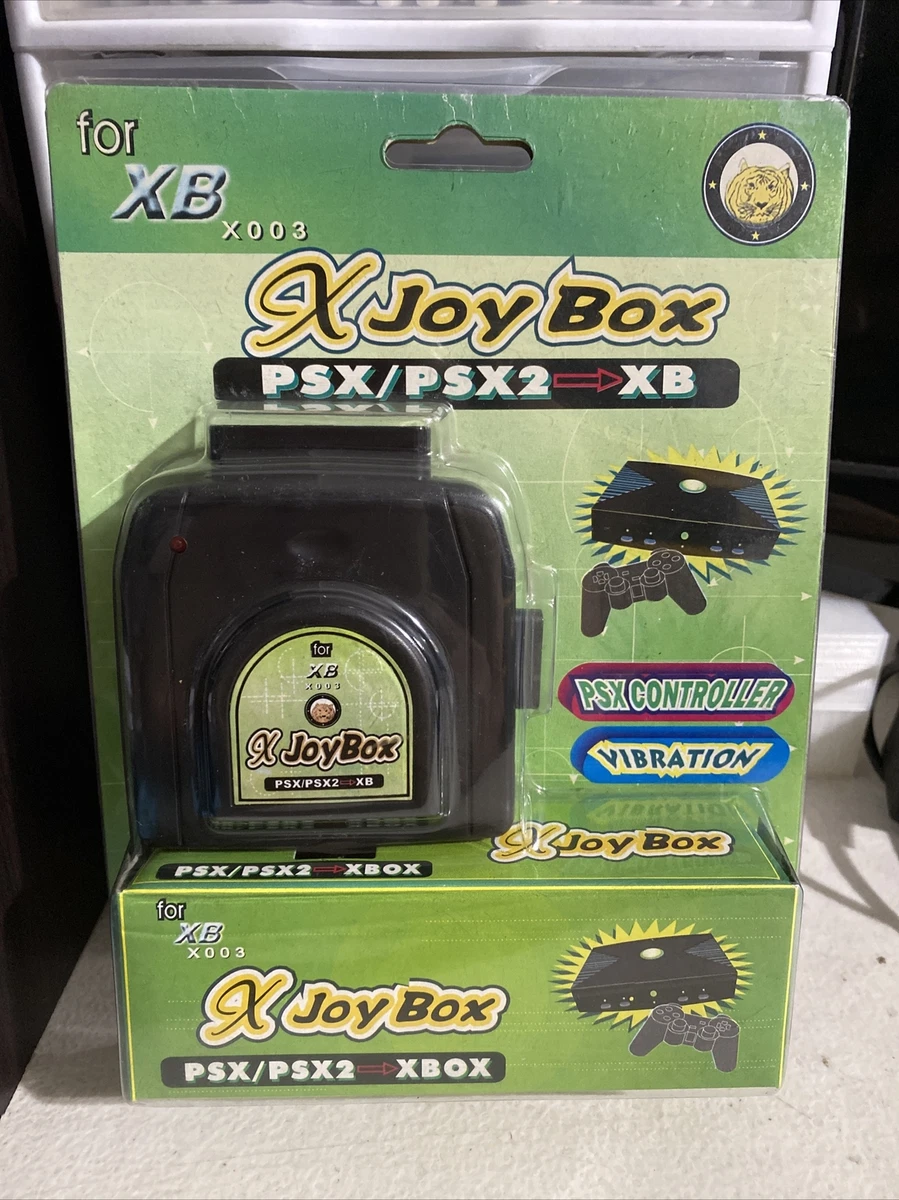 for
XB
X003
X Joy Box
PSX/PSX2⇒XB
for
XB
X003
X JoyBox
PSX/PSX2⇒XB
PSX CONTROLLER
VIBRATION
X Joy Box
PSX/PSX2⇒XBOX
for
XB
X003
X Joy Box
PSX/PSX2⇒XBOX